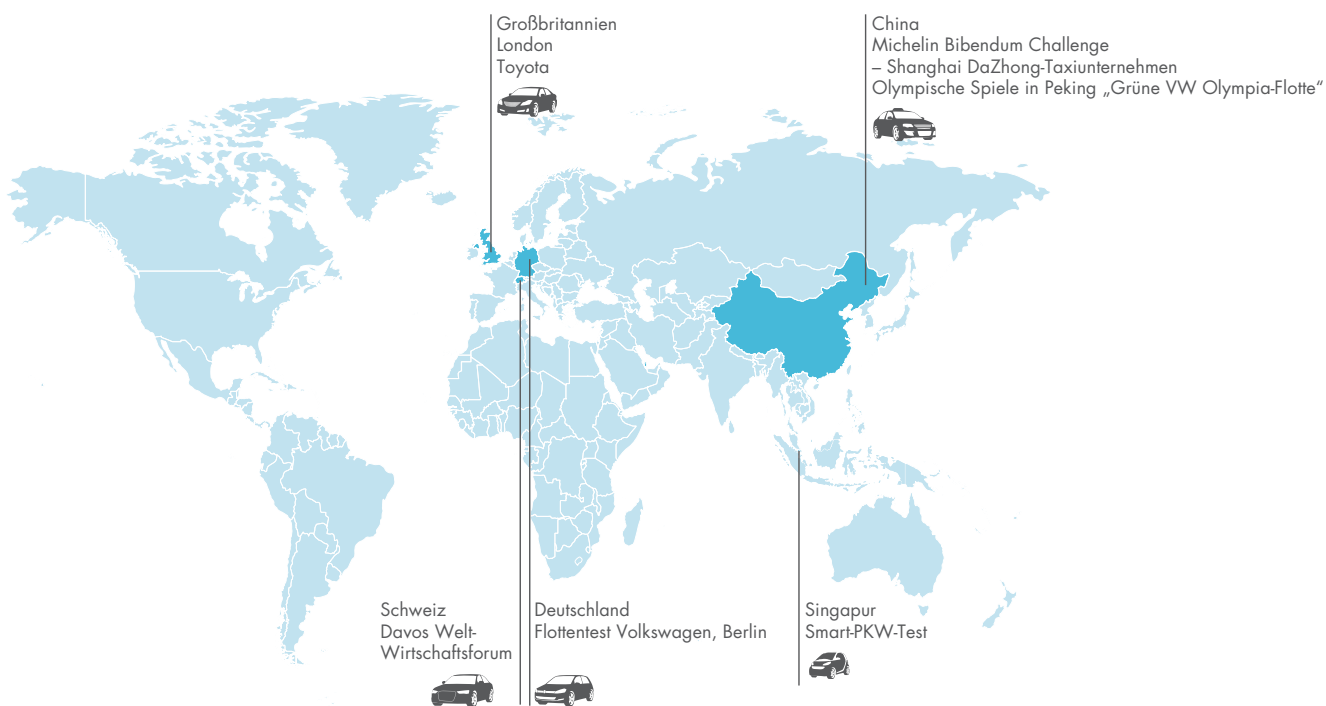 Großbritannien
London
Toyota
China
Michelin Bibendum Challenge
– Shanghai DaZhong-Taxiunternehmen
Olympische Spiele in Peking „Grüne VW Olympia-Flotte“
Schweiz
Davos Welt-
Wirtschaftsforum
Deutschland
Flottentest Volkswagen, Berlin
Singapur
Smart-PKW-Test